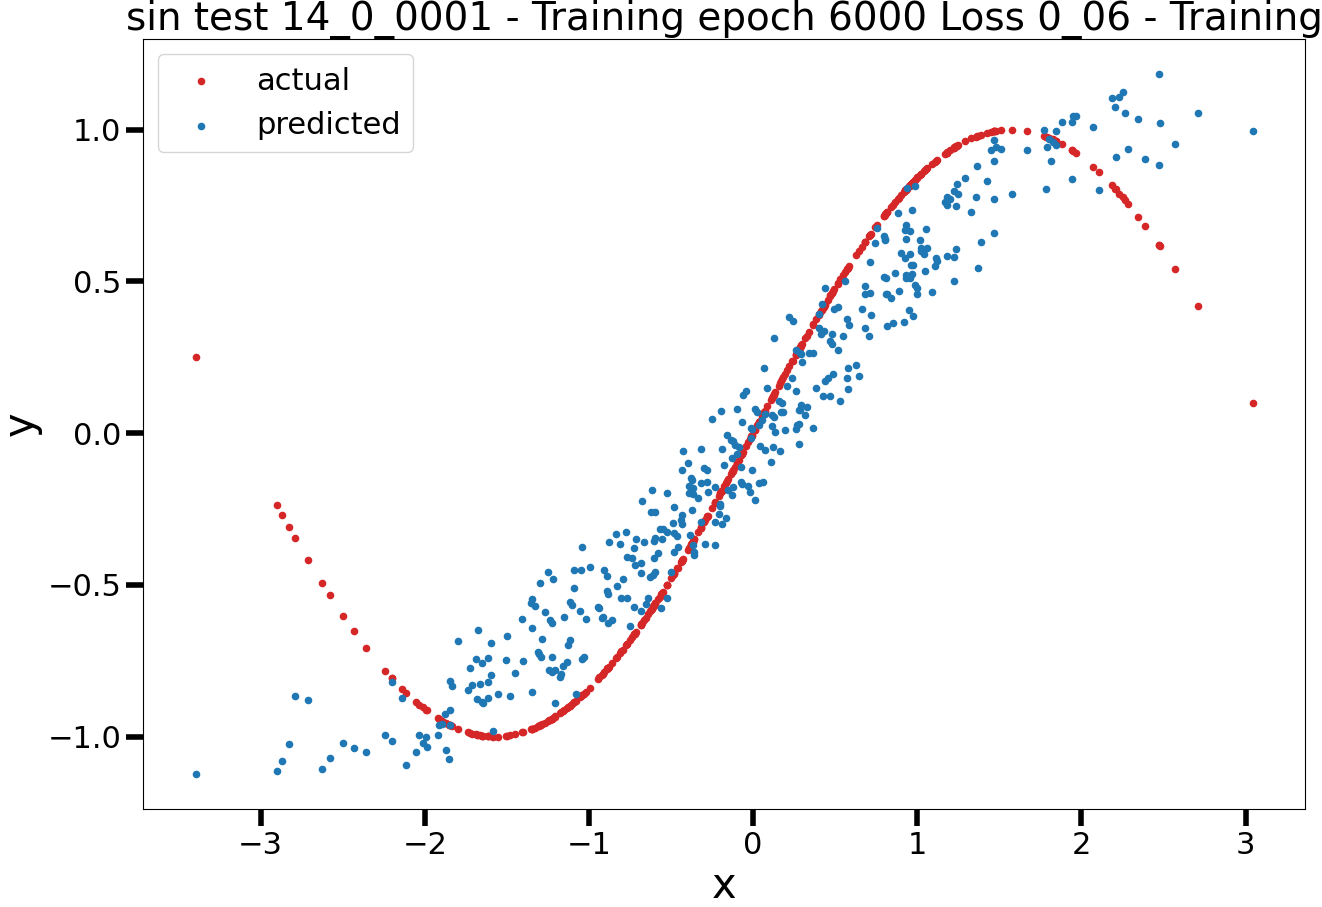 sin test 14_0_0001 - Training epoch 6000 Loss 0_06 - Training
actual
predicted
1.0
0.5
0.0
−0.5
−1.0
y
−3 −2 −1 0 1 2 3
x